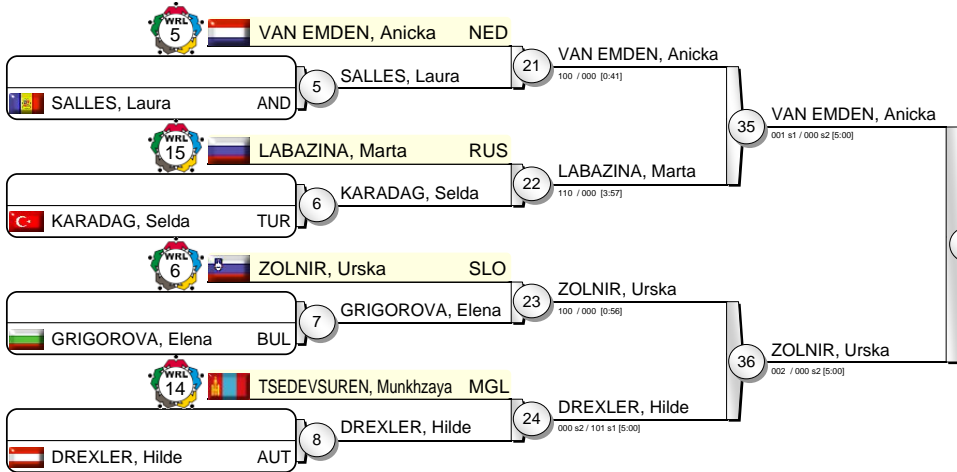 WRL
5
VAN EMDEN, Anicka NED
SALLES, Laura AND
5
SALLES, Laura
21
VAN EMDEN, Anicka
100 / 000 [0:41]
WRL
15
LABAZINA, Marta RUS
KARADAG, Selda TUR
6
KARADAG, Selda
22
LABAZINA, Marta
110 / 000 [3:57]
35
VAN EMDEN, Anicka
001 s1 / 000 s2 [5:00]
WRL
6
ZOLNIR, Urska SLO
GRIGOROVA, Elena BUL
7
GRIGOROVA, Elena
23
ZOLNIR, Urska
100 / 000 [0:56]
WRL
14
TSEDEVSUREN, Munkhzaya MGL
DREXLER, Hilde AUT
8
DREXLER, Hilde
24
DREXLER, Hilde
000 s2 / 101 s1 [5:00]
36
ZOLNIR, Urska
002 / 000 s2 [5:00]